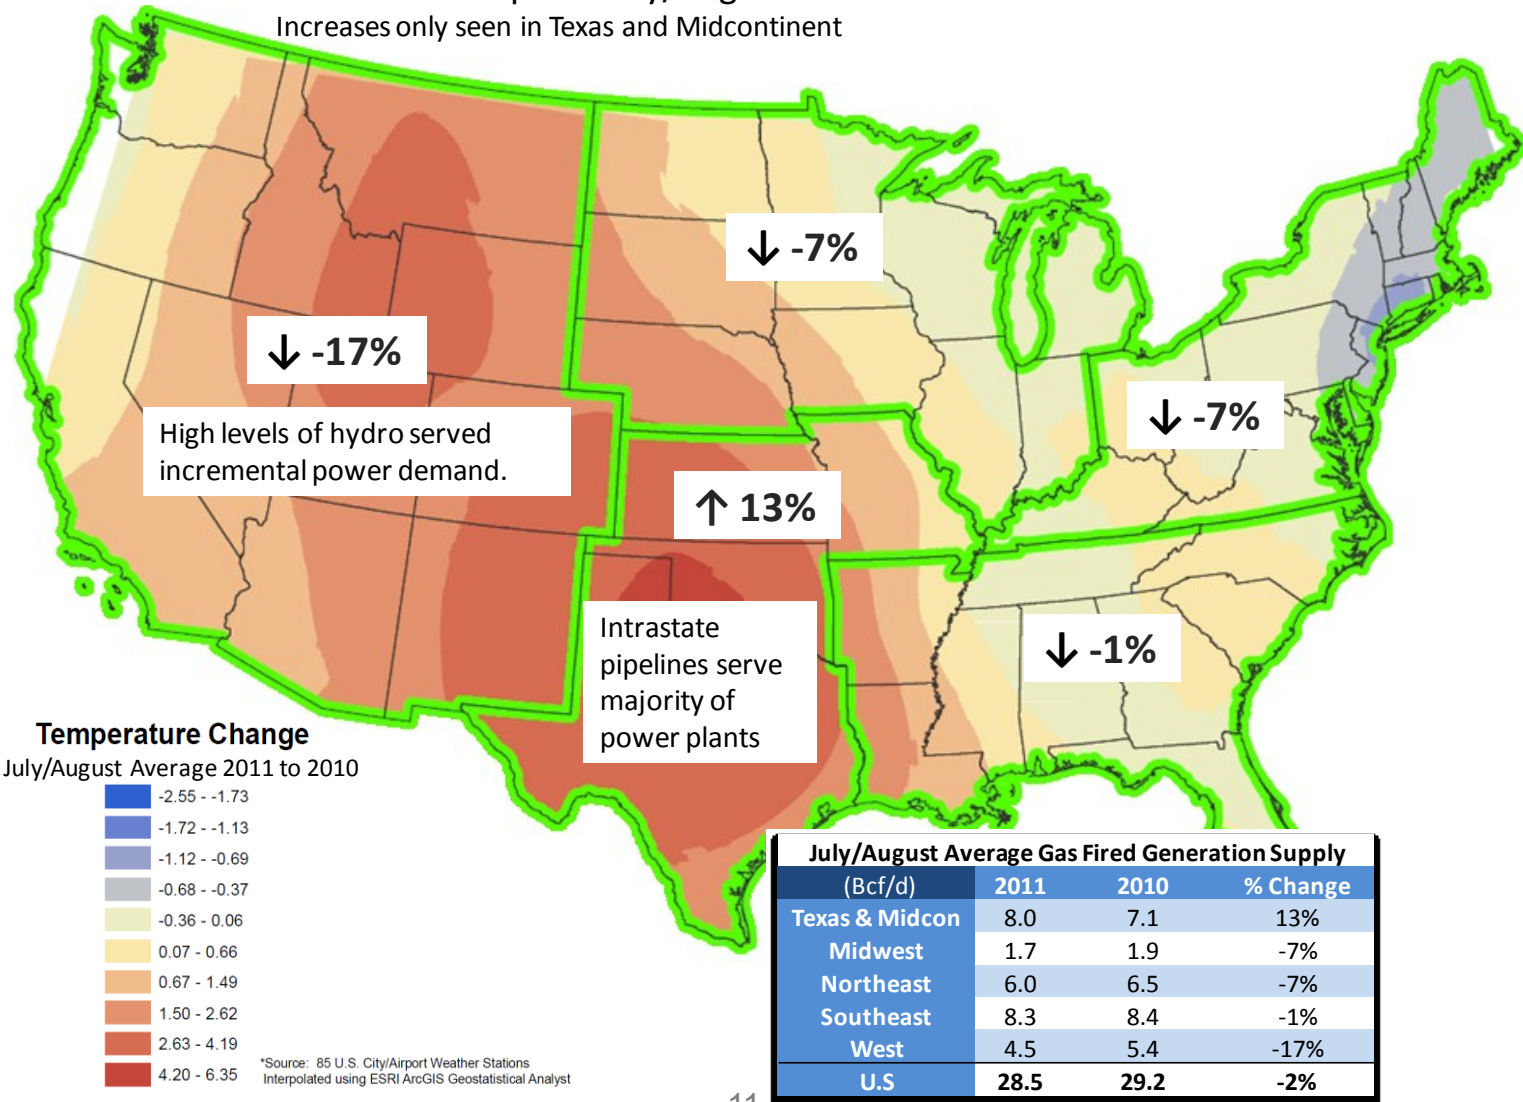 Increases only seen in Texas and Midcontinent
↓ -7%
↓ -17%
↓ -7%
High levels of hydro served
incremental power demand.
↑ 13%
Intrastate
pipelines serve
majority of
power plants
↓ -1%
Temperature Change
July/August Average 2011 to 2010
-2.55 - -1.73
-1.72 - -1.13
-1.12 - -0.69
-0.68 - -0.37
-0.36 - 0.06
0.07 - 0.66
0.67 - 1.49
1.50 - 2.62
2.63 - 4.19
4.20 - 6.35
*Source: 85 U.S. City/Airport Weather Stations
Interpolated using ESRI ArcGIS Geostatistical Analyst
July/August Average Gas Fired Generation Supply
(Bcf/d) 2011 2010 % Change
Texas & Midcon 8.0 7.1 13%
Midwest 1.7 1.9 -7%
Northeast 6.0 6.5 -7%
Southeast 8.3 8.4 -1%
West 4.5 5.4 -17%
U.S 28.5 29.2 -2%
11